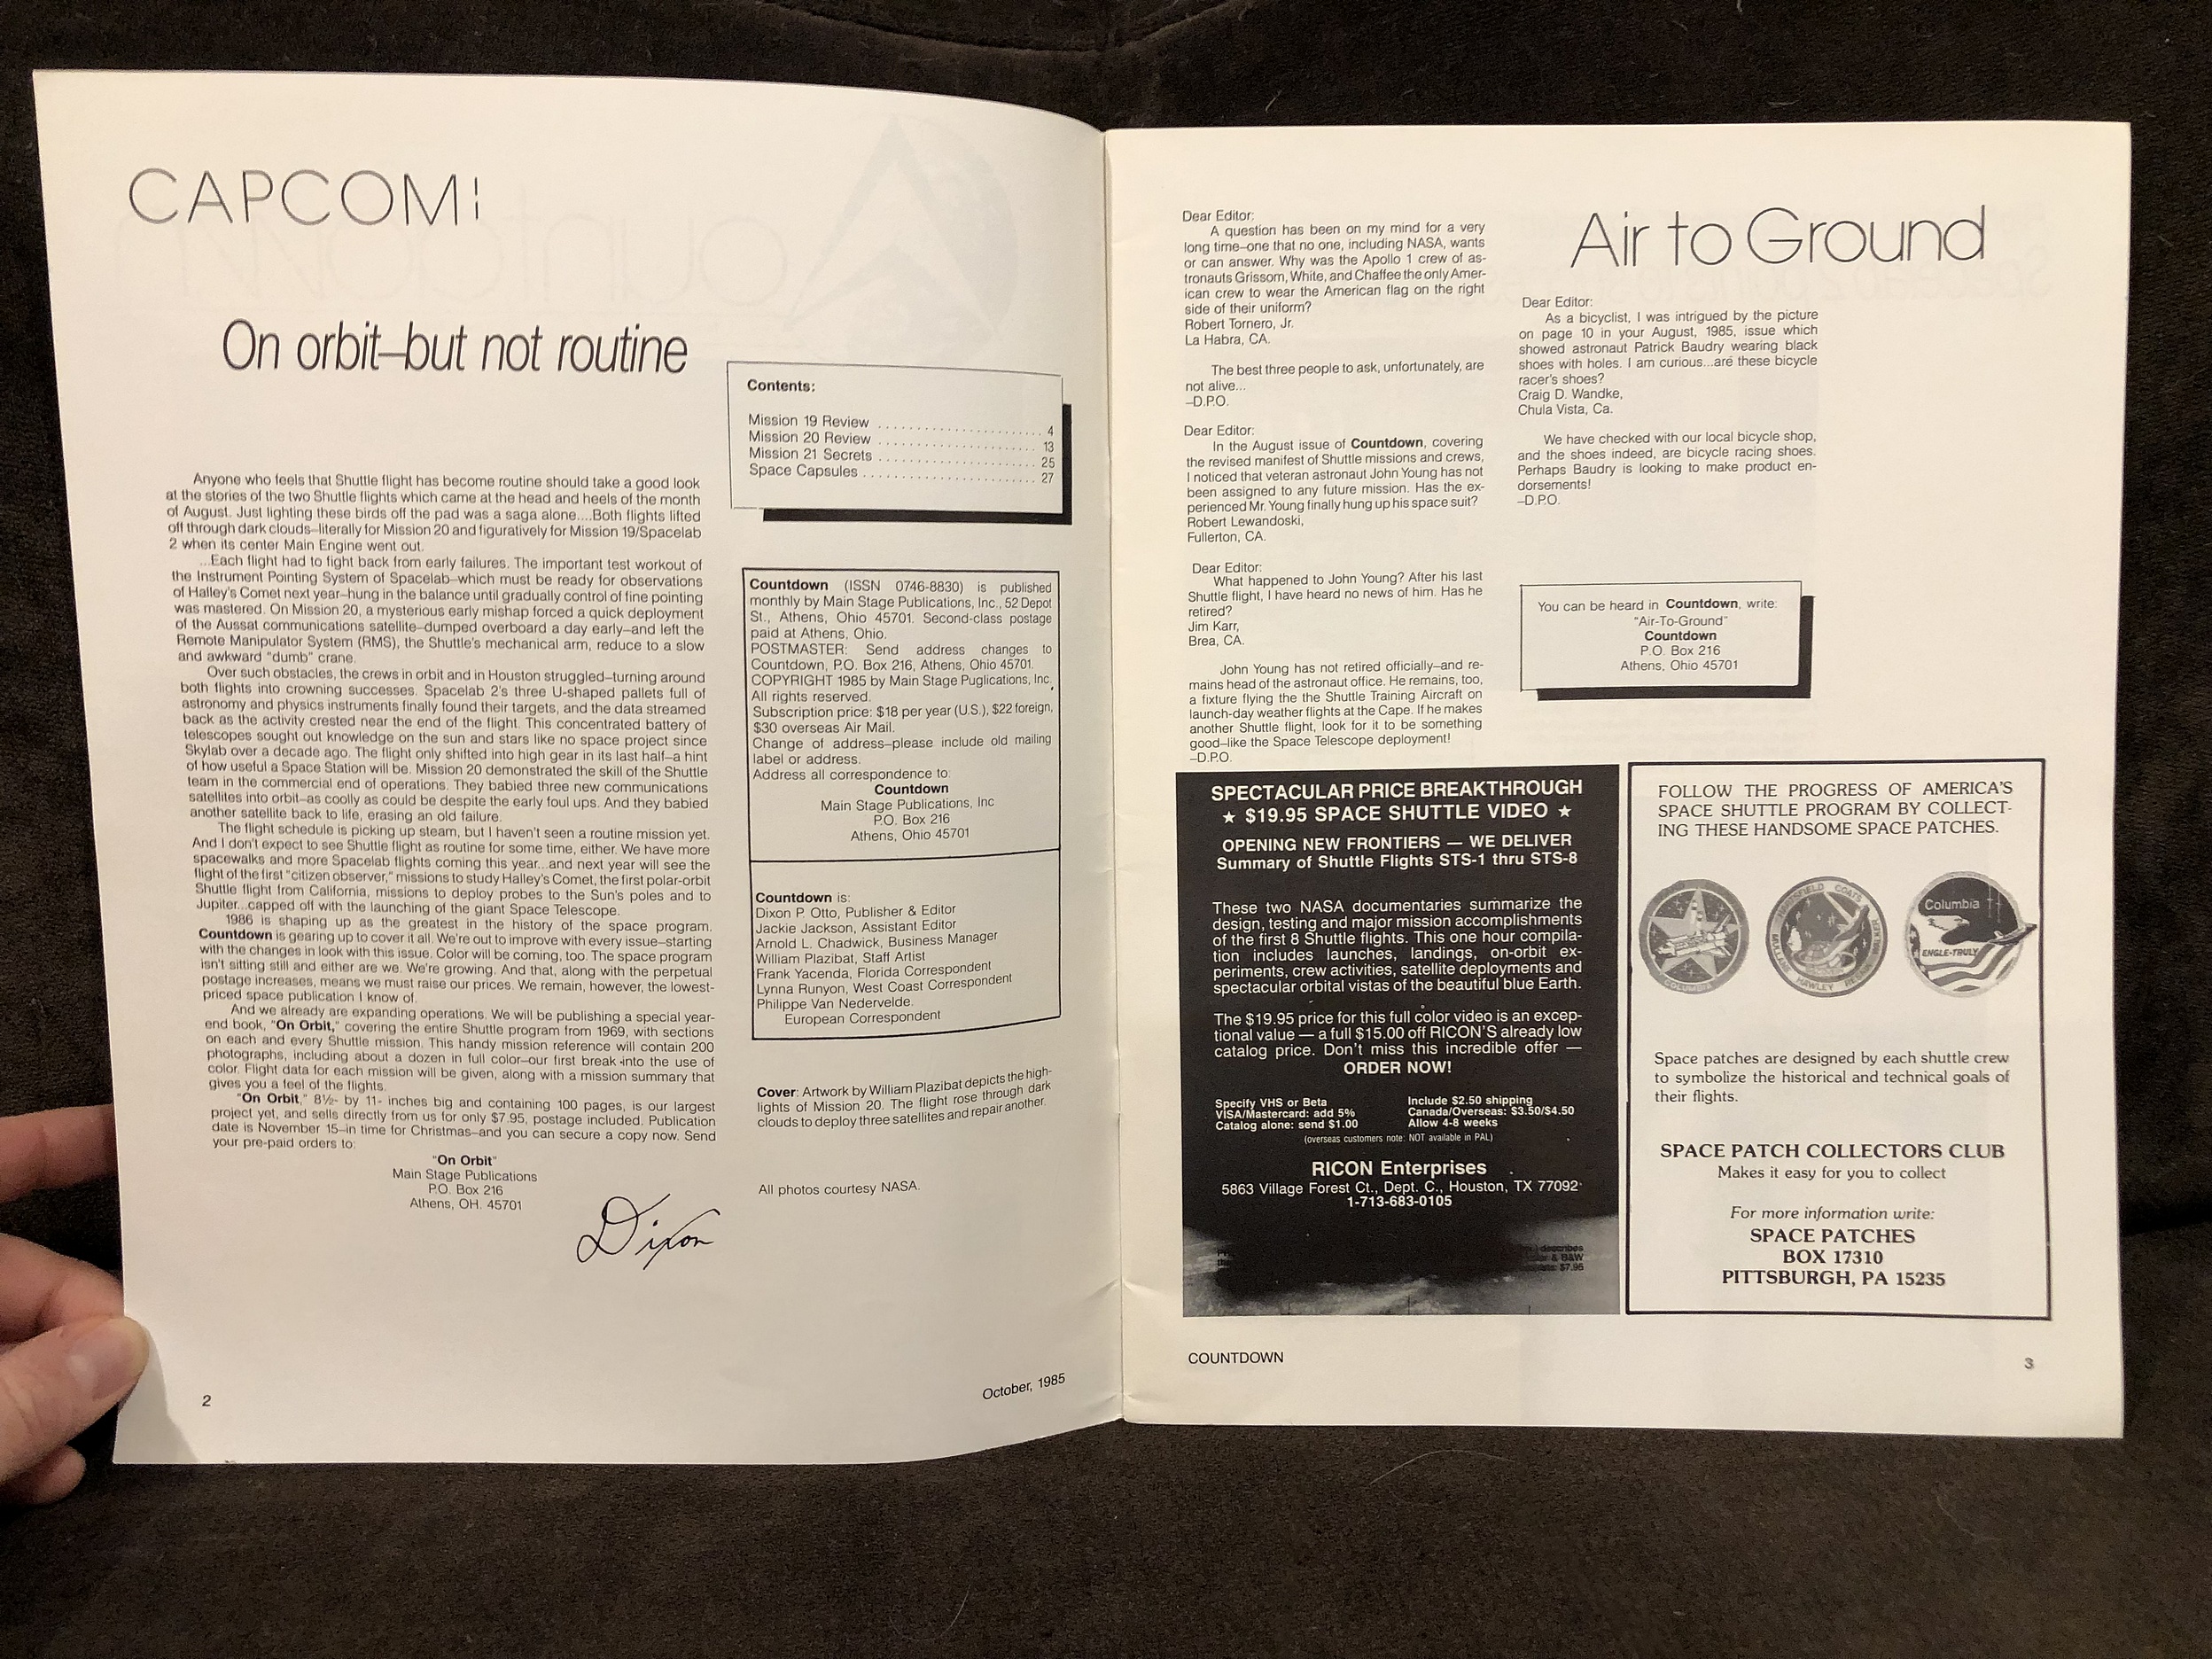 CAPCOM:
On orbit–but not routine
Anyone who feels that Shuttle flight has become routine should take a good look
at the stories of the two Shuttle flights which came at the head and heels of the month
of August. Just lighting these birds off the pad was a saga alone....Both flights lifted
off through dark clouds–literally for Mission 20 and figuratively for Mission 19/Spacelab
2 when its center Main Engine went out.
...Each flight had to fight back from early failures. The important test workout of
the Instrument Pointing System of Spacelab–which must be ready for observations
of Halley's Comet next year–hung in the balance until gradually control of fine pointing
was mastered. On Mission 20, a mysterious early mishap forced a quick deployment
of the Aussat communications satellite–dumped overboard a day early–and left the
Remote Manipulator System (RMS), the Shuttle's mechanical arm, reduce to a slow
and awkward "dumb" crane.
Over such obstacles, the crews in orbit and in Houston struggled–turning around
both flights into crowning successes. Spacelab 2's three U-shaped pallets full of
astronomy and physics instruments finally found their targets, and the data streamed
back as the activity crested near the end of the flight. This concentrated battery of
telescopes sought out knowledge on the sun and stars like no space project since
Skylab over a decade ago. The flight only shifted into high gear in its last half–a hint
of how useful a Space Station will be. Mission 20 demonstrated the skill of the Shuttle
team in the commercial end of operations. They babied three new communications
satellites into orbit–as coolly as could be despite the early foul ups. And they babied
another satellite back to life, erasing an old failure.
The flight schedule is picking up steam, but I haven't seen a routine mission yet.
And I don't expect to see Shuttle flight as routine for some time, either. We have more
spacewalks and more Spacelab flights coming this year...and next year will see the
flight of the first "citizen observer," missions to study Halley's Comet, the first polar-orbit
Shuttle flight from California, missions to deploy probes to the Sun's poles and to
Jupiter...capped off with the launching of the giant Space Telescope.
1986 is shaping up as the greatest in the history of the space program.
Countdown is gearing up to cover it all. We're out to improve with every issue–starting
with the changes in look with this issue. Color will be coming, too. The space program
isn't sitting still and either are we. We're growing. And that, along with the perpetual
postage increases, means we must raise our prices. We remain, however, the lowest-
priced space publication I know of.
And we already are expanding operations. We will be publishing a special year-
end book, "On Orbit," covering the entire Shuttle program from 1969, with sections
on each and every Shuttle mission. This handy mission reference will contain 200
photographs, including about a dozen in full color–our first break into the use of
color. Flight data for each mission will be given, along with a mission summary that
gives you a feel of the flights.
"On Orbit," 8½- by 11- inches big and containing 100 pages, is our largest
project yet, and sells directly from us for only $7.95, postage included. Publication
date is November 15–in time for Christmas–and you can secure a copy now. Send
your pre-paid orders to:
"On Orbit"
Main Stage Publications
P.O. Box 216
Athens, OH. 45701
Dixon
Contents:
Mission 19 Review . . . . . . . . . . . . . . . . . . . . . . . 4
Mission 20 Review . . . . . . . . . . . . . . . . . . . . . . . 13
Mission 21 Secrets . . . . . . . . . . . . . . . . . . . . . . . 25
Space Capsules . . . . . . . . . . . . . . . . . . . . . . . . . 27
Countdown (ISSN 0746-8830) is published
monthly by Main Stage Publications, Inc., 52 Depot
St., Athens, Ohio 45701. Second-class postage
paid at Athens, Ohio.
POSTMASTER: Send address changes to
Countdown, P.O. Box 216, Athens, Ohio 45701.
COPYRIGHT 1985 by Main Stage Puglications, Inc.
All rights reserved.
Subscription price: $18 per year (U.S.), $22 foreign,
$30 overseas Air Mail.
Change of address–please include old mailing
label or address.
Address all correspondence to:
Countdown
Main Stage Publications, Inc
P.O. Box 216
Athens, Ohio 45701
Countdown is:
Dixon P. Otto, Publisher & Editor
Jackie Jackson, Assistant Editor
Arnold L. Chadwick, Business Manager
William Plazibat, Staff Artist
Frank Yacenda, Florida Correspondent
Lynna Runyon, West Coast Correspondent
Philippe Van Nedervelde.
European Correspondent
Cover: Artwork by William Plazibat depicts the high-
lights of Mission 20. The flight rose through dark
clouds to deploy three satellites and repair another.
All photos courtesy NASA.
2
October, 1985
Air to Ground
Dear Editor:
A question has been on my mind for a very
long time–one that no one, including NASA, wants
or can answer. Why was the Apollo 1 crew of as-
tronauts Grissom, White, and Chaffee the only Amer-
ican crew to wear the American flag on the right
side of their uniform?
Robert Tornero, Jr.
La Habra, CA.
The best three people to ask, unfortunately, are
not alive...
–D.P.O.
Dear Editor:
In the August issue of Countdown, covering
the revised manifest of Shuttle missions and crews,
I noticed that veteran astronaut John Young has not
been assigned to any future mission. Has the ex-
perienced Mr. Young finally hung up his space suit?
Robert Lewandoski,
Fullerton, CA.
Dear Editor:
What happened to John Young? After his last
Shuttle flight, I have heard no news of him. Has he
retired?
Jim Karr,
Brea, CA.
John Young has not retired officially–and re-
mains head of the astronaut office. He remains, too,
a fixture flying the the Shuttle Training Aircraft on
launch-day weather flights at the Cape. If he makes
another Shuttle flight, look for it to be something
good–like the Space Telescope deployment!
–D.P.O.
Dear Editor:
As a bicyclist, I was intrigued by the picture
on page 10 in your August, 1985, issue which
showed astronaut Patrick Baudry wearing black
shoes with holes. I am curious...are these bicycle
racer's shoes?
Craig D. Wandke,
Chula Vista, Ca.
We have checked with our local bicycle shop,
and the shoes indeed, are bicycle racing shoes.
Perhaps Baudry is looking to make product en-
dorsements!
–D.P.O.
You can be heard in Countdown, write:
"Air-To-Ground"
Countdown
P.O. Box 216
Athens, Ohio 45701
SPECTACULAR PRICE BREAKTHROUGH
★ $19.95 SPACE SHUTTLE VIDEO ★
OPENING NEW FRONTIERS — WE DELIVER
Summary of Shuttle Flights STS-1 thru STS-8
These two NASA documentaries summarize the
design, testing and major mission accomplishments
of the first 8 Shuttle flights. This one hour compila-
tion includes launches, landings, on-orbit ex-
periments, crew activities, satellite deployments and
spectacular orbital vistas of the beautiful blue Earth.
The $19.95 price for this full color video is an excep-
tional value — a full $15.00 off RICON'S already low
catalog price. Don't miss this incredible offer —
ORDER NOW!
Specify VHS or Beta
VISA/Mastercard: add 5%
Catalog alone: send $1.00
Include $2.50 shipping
Canada/Overseas: $3.50/$4.50
Allow 4-8 weeks
(overseas customers note: NOT available in PAL)
RICON Enterprises
5863 Village Forest Ct., Dept. C., Houston, TX 77092
1-713-683-0105
describes
& B&W
$7.95
FOLLOW THE PROGRESS OF AMERICA'S
SPACE SHUTTLE PROGRAM BY COLLECT-
ING THESE HANDSOME SPACE PATCHES.
COLUMBIA
HARTSFIELD COATS RESNIK HAWLEY MULLANE
Columbia
ENGLE-TRULY
Space patches are designed by each shuttle crew
to symbolize the historical and technical goals of
their flights.
SPACE PATCH COLLECTORS CLUB
Makes it easy for you to collect
For more information write:
SPACE PATCHES
BOX 17310
PITTSBURGH, PA 15235
COUNTDOWN
3